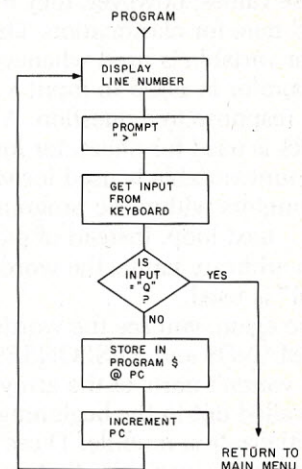 PROGRAM
DISPLAY
LINE NUMBER
PROMPT
">"
GET INPUT
FROM
KEYBOARD
IS
INPUT
="Q"
?
YES
NO
STORE IN
PROGRAM $
@ PC
INCREMENT
PC
RETURN TO
MAIN MENU